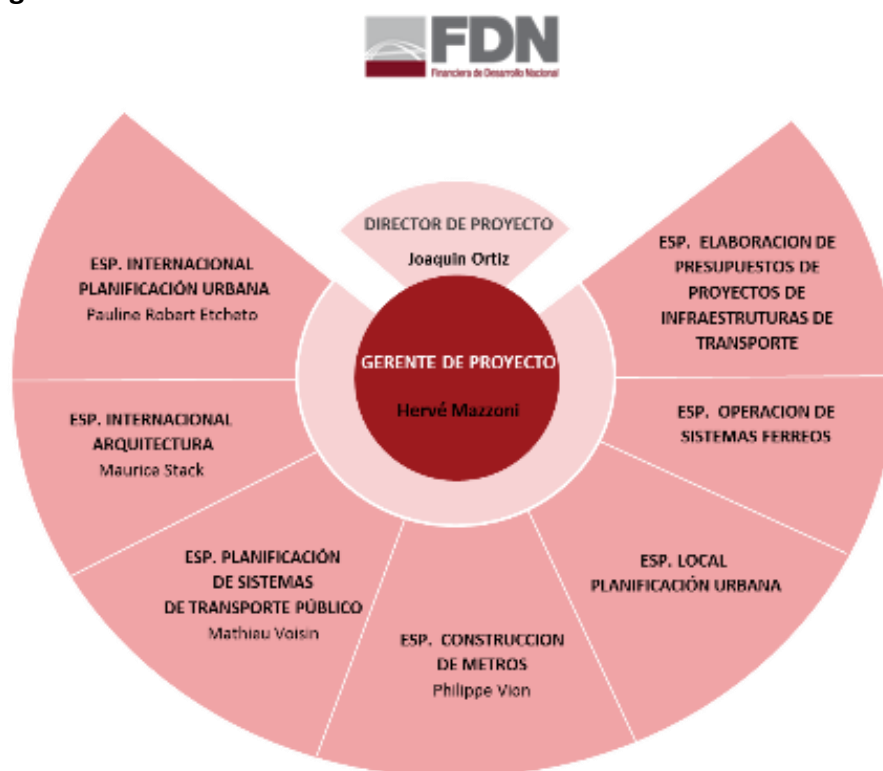 g
FDN
Financiera de Desarrollo Nacional
DIRECTOR DE PROYECTO
Joaquin Ortiz
GERENTE DE PROYECTO
Hervé Mazzoni
ESP. INTERNACIONAL
PLANIFICACIÓN URBANA
Pauline Robert Etcheto
ESP. INTERNACIONAL
ARQUITECTURA
Maurice Stack
ESP. PLANIFICACIÓN
DE SISTEMAS
DE TRANSPORTE PÚBLICO
Mathieu Voisin
ESP. CONSTRUCCION
DE METROS
Philippe Vion
ESP. LOCAL
PLANIFICACIÓN URBANA
ESP. OPERACION DE
SISTEMAS FERREOS
ESP. ELABORACION DE
PRESUPUESTOS DE
PROYECTOS DE
INFRAESTRUTURAS DE
TRANSPORTE